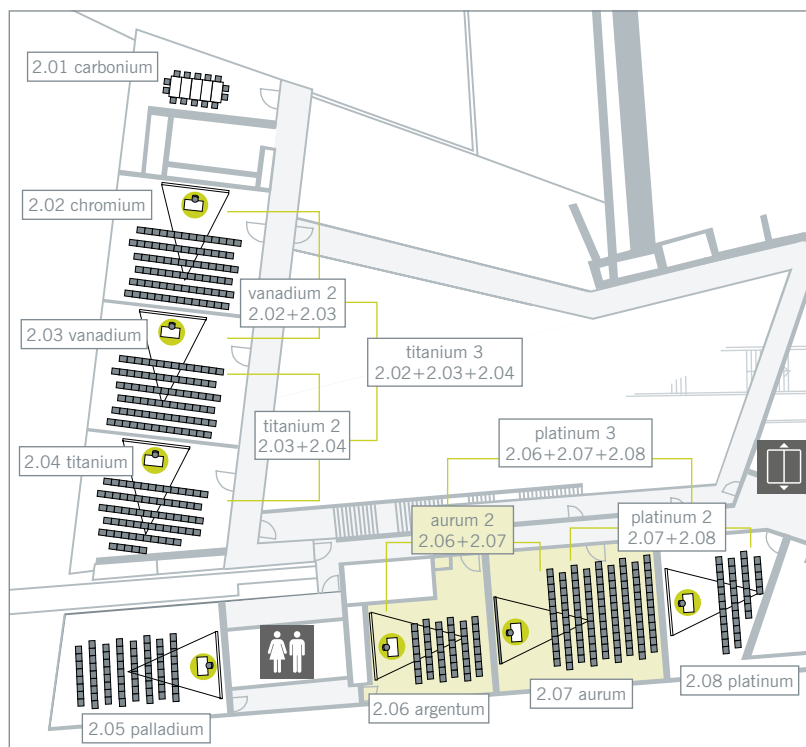 2.01 carbonium
2.02 chromium
vanadium 2
2.02+2.03
2.03 vanadium
titanium 3
2.02+2.03+2.04
titanium 2
2.03+2.04
platinum 3
2.06+2.07+2.08
2.04 titanium
aurum 2
2.06+2.07
platinum 2
2.07+2.08
2.05 palladium
2.06 argentum
2.07 aurum
2.08 platinum